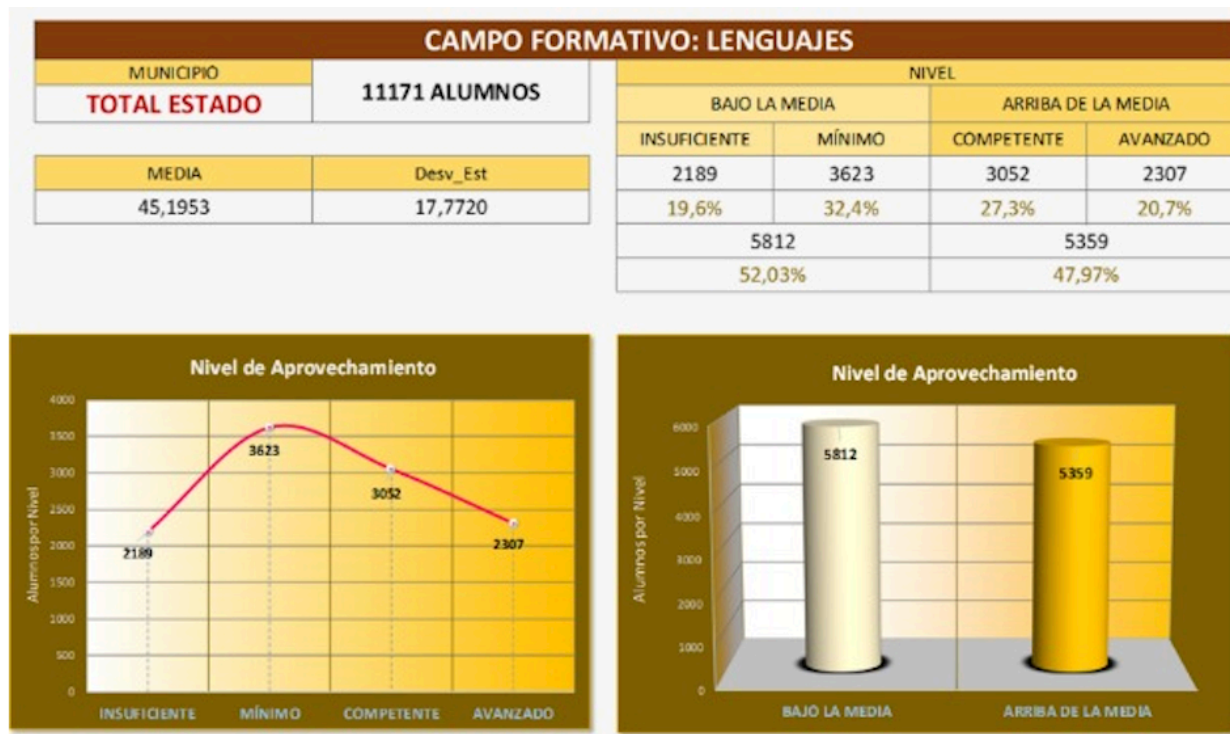 CAMPO FORMATIVO: LENGUAJES
MUNICIPIO
TOTAL ESTADO
11171 ALUMNOS
MEDIA Desv_Est
45,1953 17,7720
NIVEL
BAJO LA MEDIA ARRIBA DE LA MEDIA
INSUFICIENTE MÍNIMO COMPETENTE AVANZADO
2189 3623 3052 2307
19,6% 32,4% 27,3% 20,7%
5812 5359
52,03% 47,97%
Nivel de Aprovechamiento
Alumnos por Nivel
4000
3500
3000
2500
2000
1500
1000
500
0
2189
3623
3052
2307
INSUFICIENTE MÍNIMO COMPETENTE AVANZADO
Nivel de Aprovechamiento
Alumnos por Nivel
6000
5000
4000
3000
2000
1000
0
5812
5359
BAJO LA MEDIA ARRIBA DE LA MEDIA